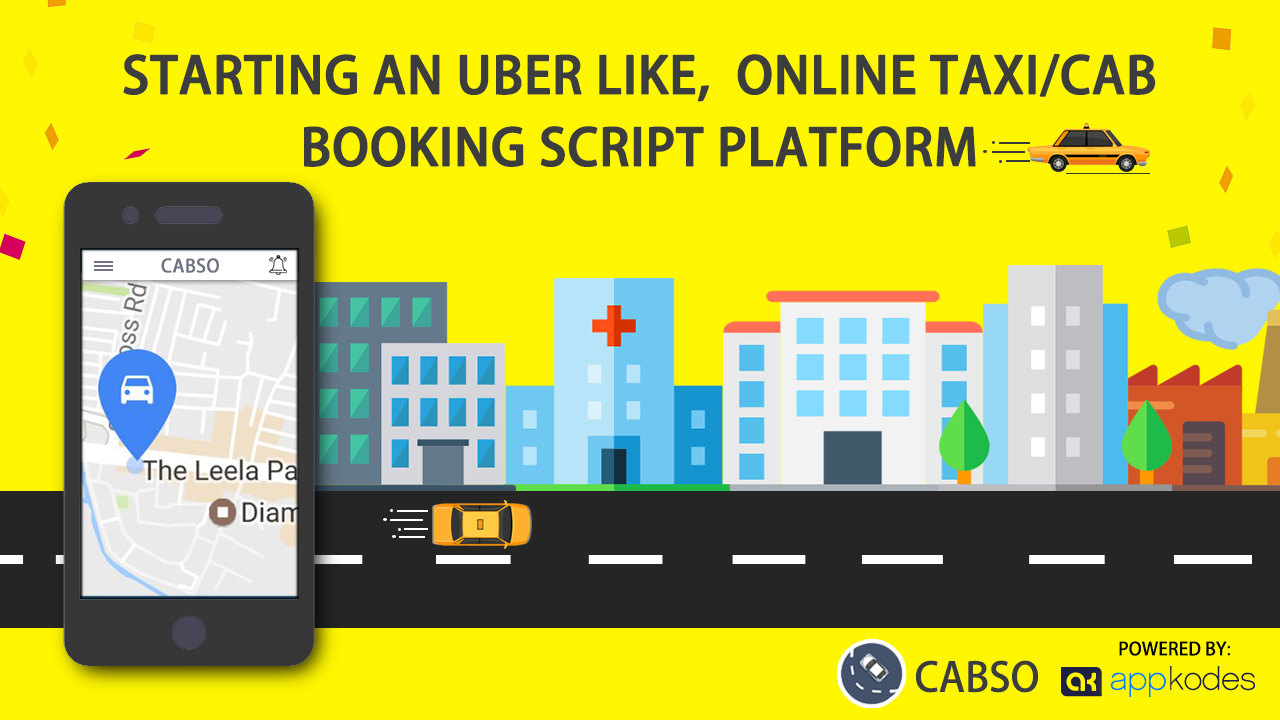 STARTING AN UBER LIKE, ONLINE TAXI/CAB
BOOKING SCRIPT PLATFORM
CABSO
The Leela Pa
Diam
CABSO
POWERED BY:
ak appkodes